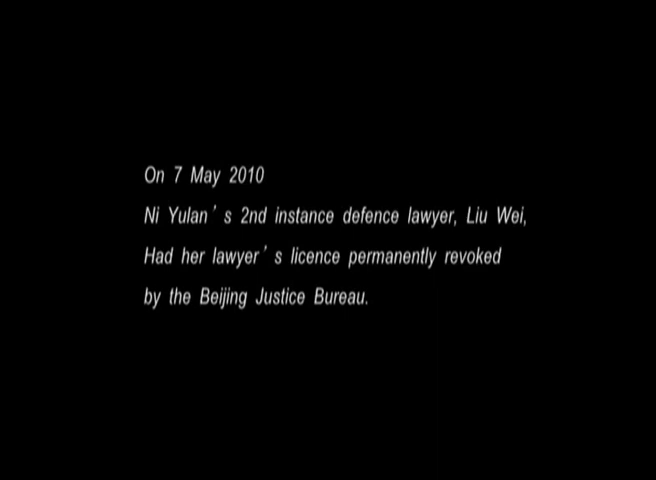 On 7 May 2010
Ni Yulan's 2nd instance defence lawyer, Liu Wei,
Had her lawyer's licence permanently revoked
by the Beijing Justice Bureau.